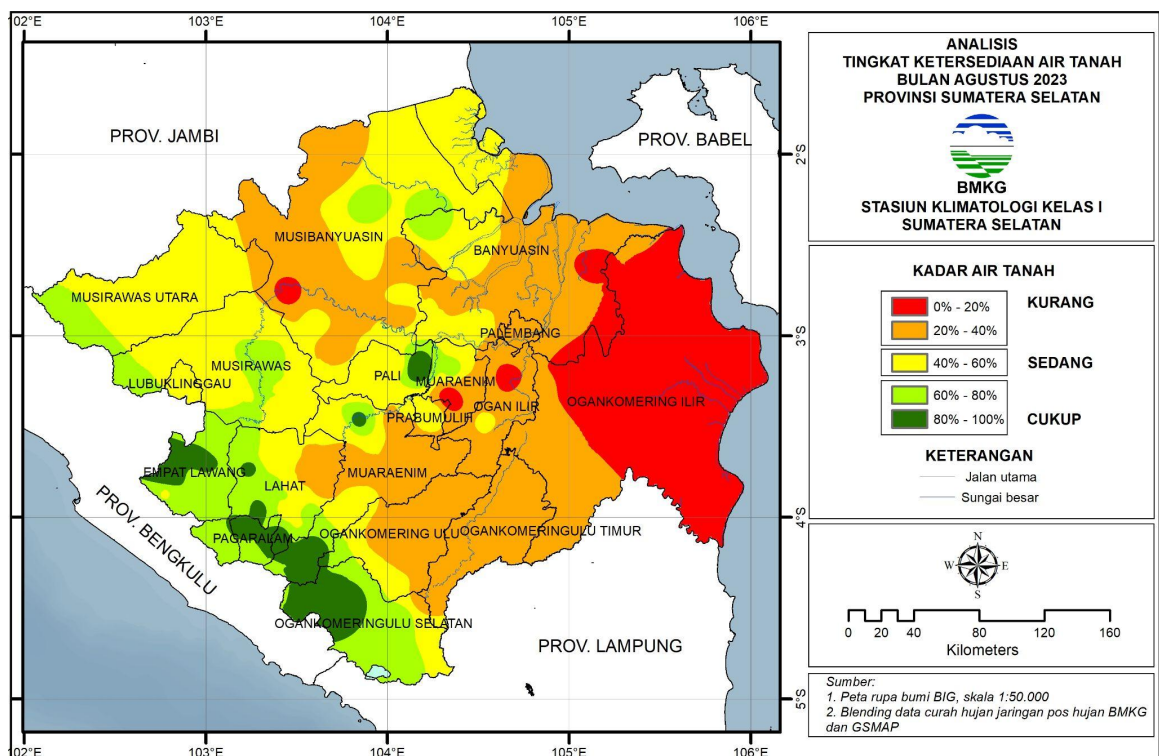 102°E 103°E 104°E 105°E 106°E
PROV. JAMBI
PROV. BABEL
2°S
MUSIBANYUASIN
BANYUASIN
MUSIRAWAS UTARA
PALEMBANG
3°S
MUSIRAWAS
PALI
MUARAENIM
LUBUKLINGGAU
OGANKOMERING ILIR
OGAN ILIR
PRABUMULIH
EMPAT LAWANG
MUARAENIM
LAHAT
4°S
PAGARALAM
OGANKOMERING ULU
OGANKOMERINGULU TIMUR
PROV. BENGKULU
OGANKOMERINGULU SELATAN
PROV. LAMPUNG
5°S
102°E 103°E 104°E 105°E 106°E
ANALISIS
TINGKAT KETERSEDIAAN AIR TANAH
BULAN AGUSTUS 2023
PROVINSI SUMATERA SELATAN
BMKG
STASIUN KLIMATOLOGI KELAS I
SUMATERA SELATAN
KADAR AIR TANAH
0% - 20% KURANG
20% - 40%
40% - 60% SEDANG
60% - 80%
80% - 100% CUKUP
KETERANGAN
Jalan utama
Sungai besar
N
W E
S
0 20 40 80 120 160
Kilometers
Sumber:
1. Peta rupa bumi BIG, skala 1:50.000
2. Blending data curah hujan jaringan pos hujan BMKG
dan GSMAP